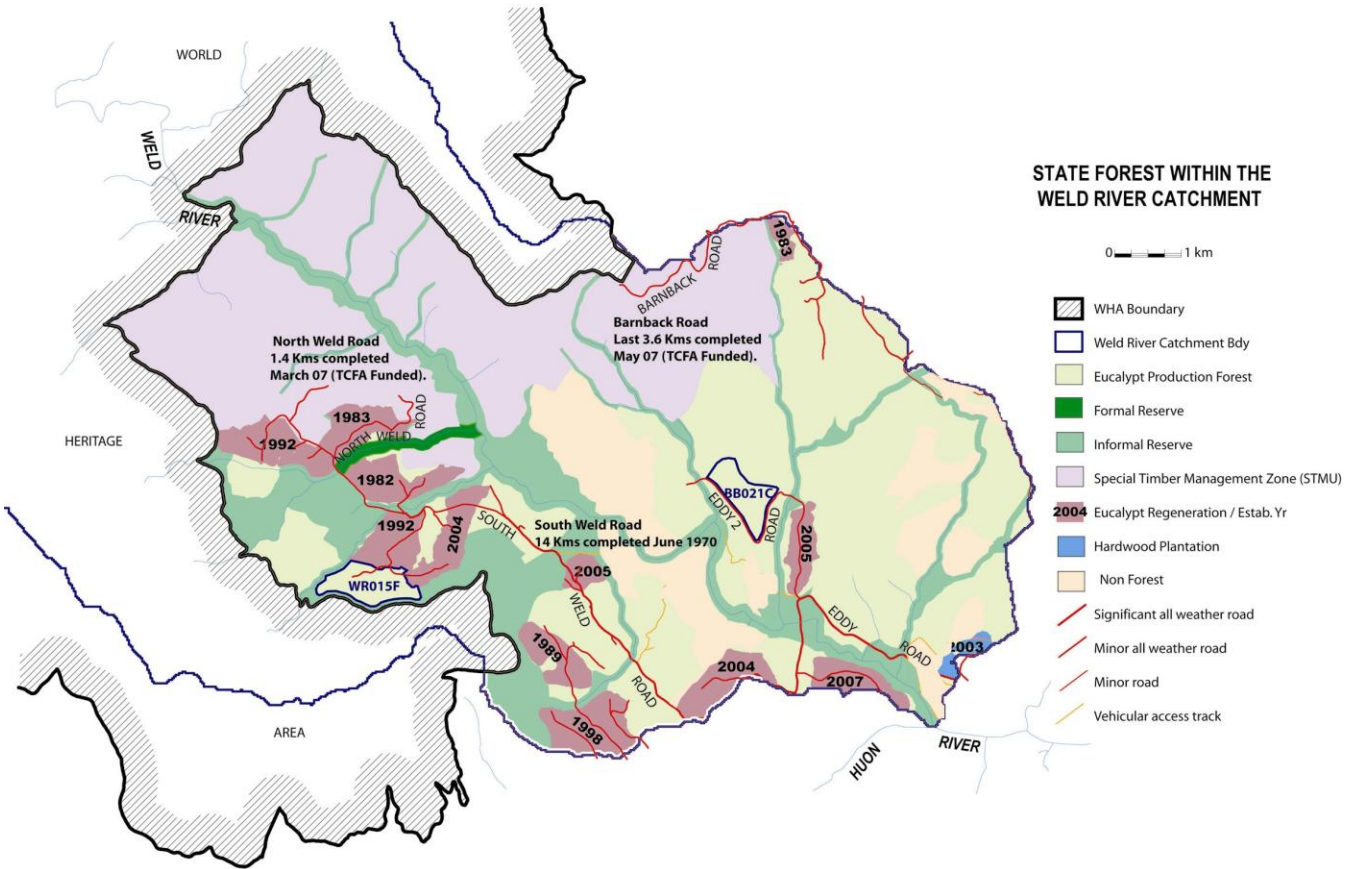 WORLD
WELD
RIVER
HERITAGE
AREA
STATE FOREST WITHIN THE
WELD RIVER CATCHMENT
0 1 km
BARNBACK ROAD
1983
Barnback Road
Last 3.6 Kms completed
May 07 (TCFA Funded).
North Weld Road
1.4 Kms completed
March 07 (TCFA Funded).
1983
1992
NORTH WELD ROAD
1982
1992
2004
SOUTH WELD ROAD
South Weld Road
14 Kms completed June 1970
WR015F
2005
BB021C
EDDY 2 ROAD
2005
EDDY ROAD
1989
1998
2004
2007
2003
HUON RIVER
WHA Boundary
Weld River Catchment Bdy
Eucalypt Production Forest
Formal Reserve
Informal Reserve
Special Timber Management Zone (STMU)
2004 Eucalypt Regeneration / Estab. Yr
Hardwood Plantation
Non Forest
Significant all weather road
Minor all weather road
Minor road
Vehicular access track